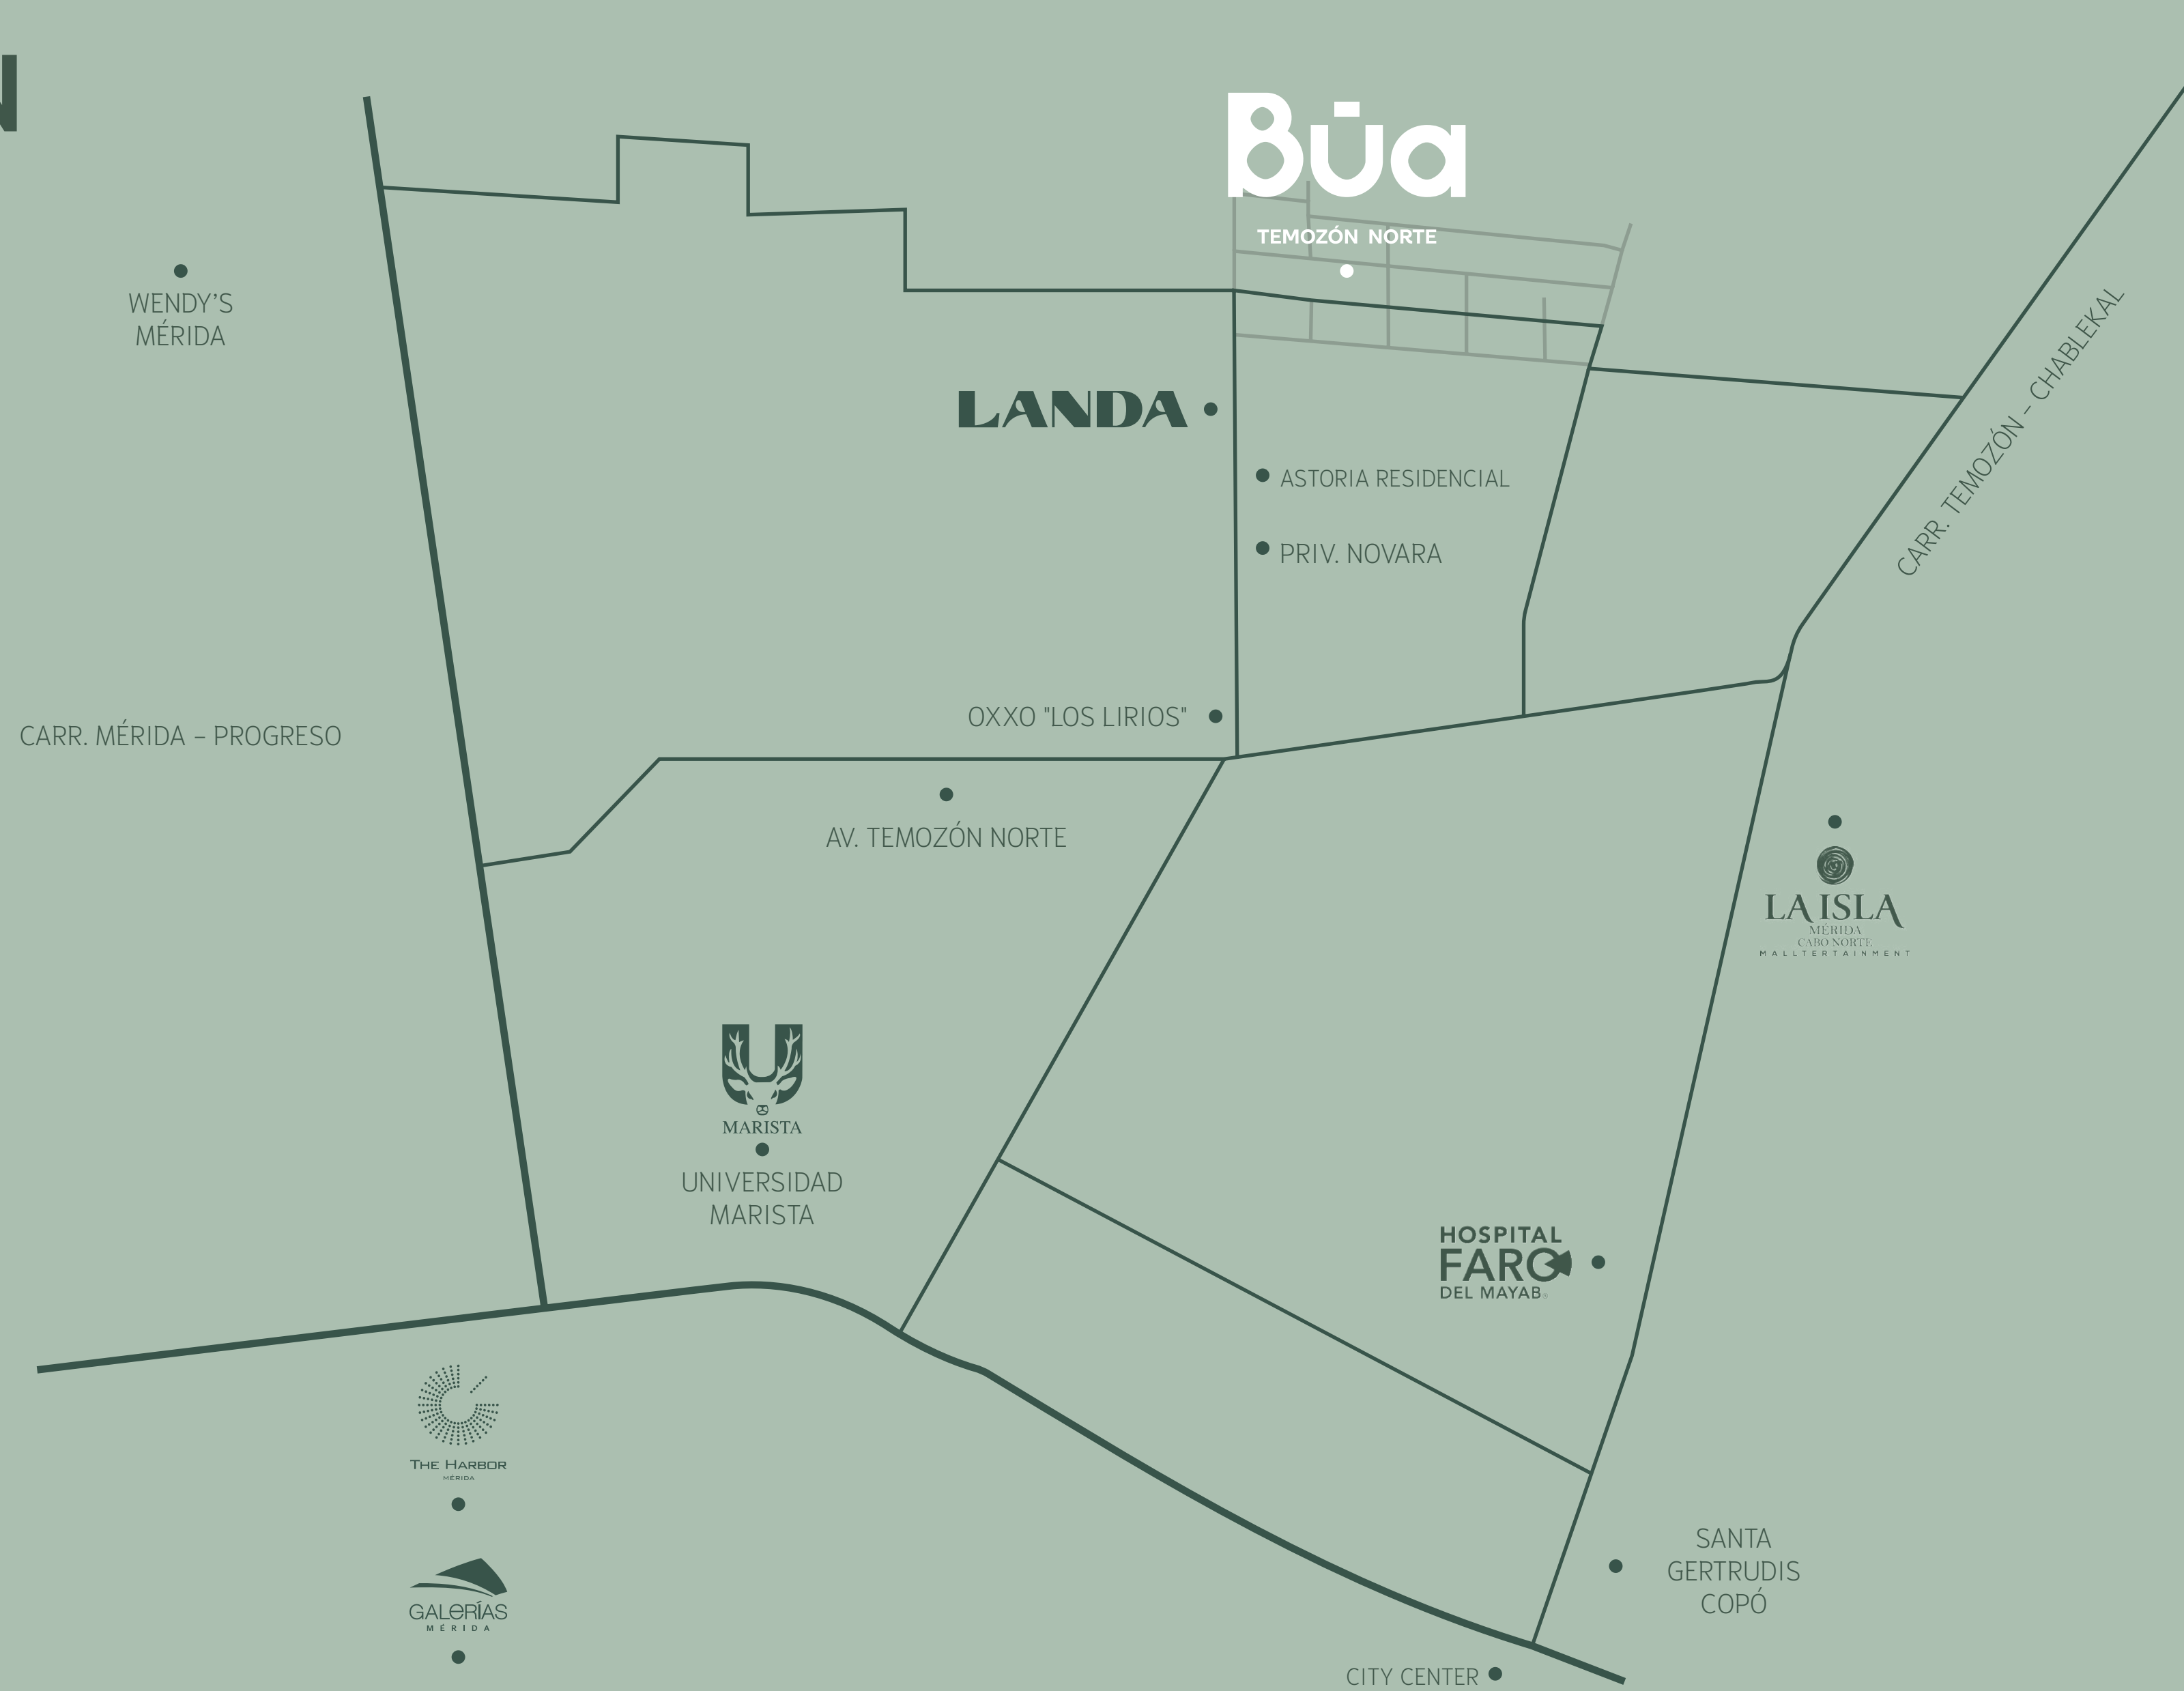 N
Būa
TEMOZÓN NORTE
WENDY'S
MÉRIDA
LANDA
ASTORIA RESIDENCIAL
PRIV. NOVARA
CARR. TEMOZÓN – CHABLEKAL
OXXO "LOS LIRIOS"
CARR. MÉRIDA – PROGRESO
AV. TEMOZÓN NORTE
LA ISLA
MÉRIDA
CABO NORTE
MALLTERTAINMENT
U
MARISTA
UNIVERSIDAD
MARISTA
HOSPITAL
FARO
DEL MAYAB
THE HARBOR
MÉRIDA
GALERÍAS
MÉRIDA
SANTA
GERTRUDIS
COPÓ
CITY CENTER